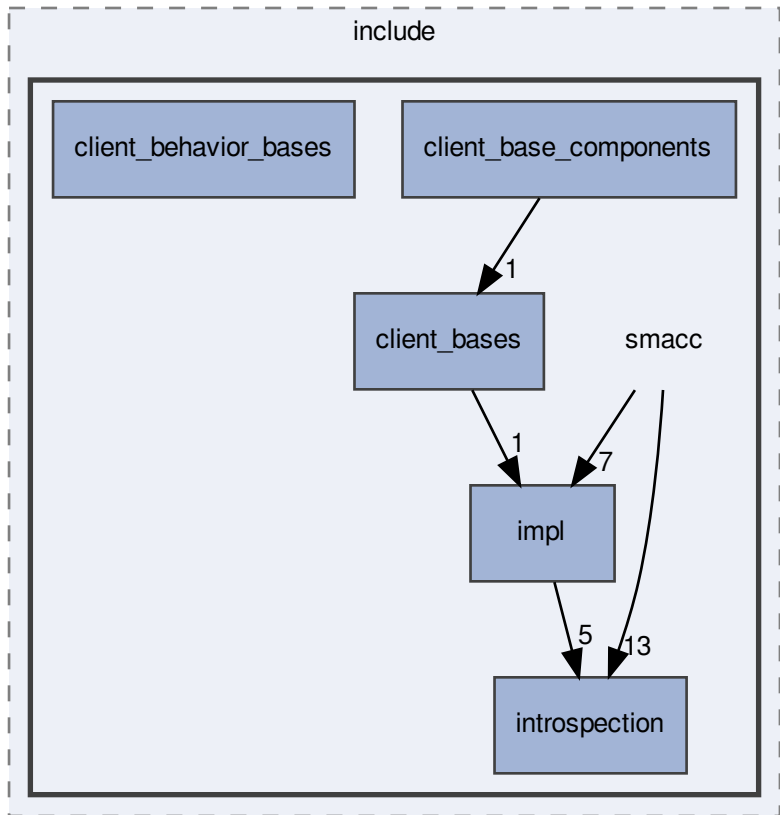 include
client_behavior_bases
client_base_components
1
client_bases
smacc
1
7
impl
5
13
introspection